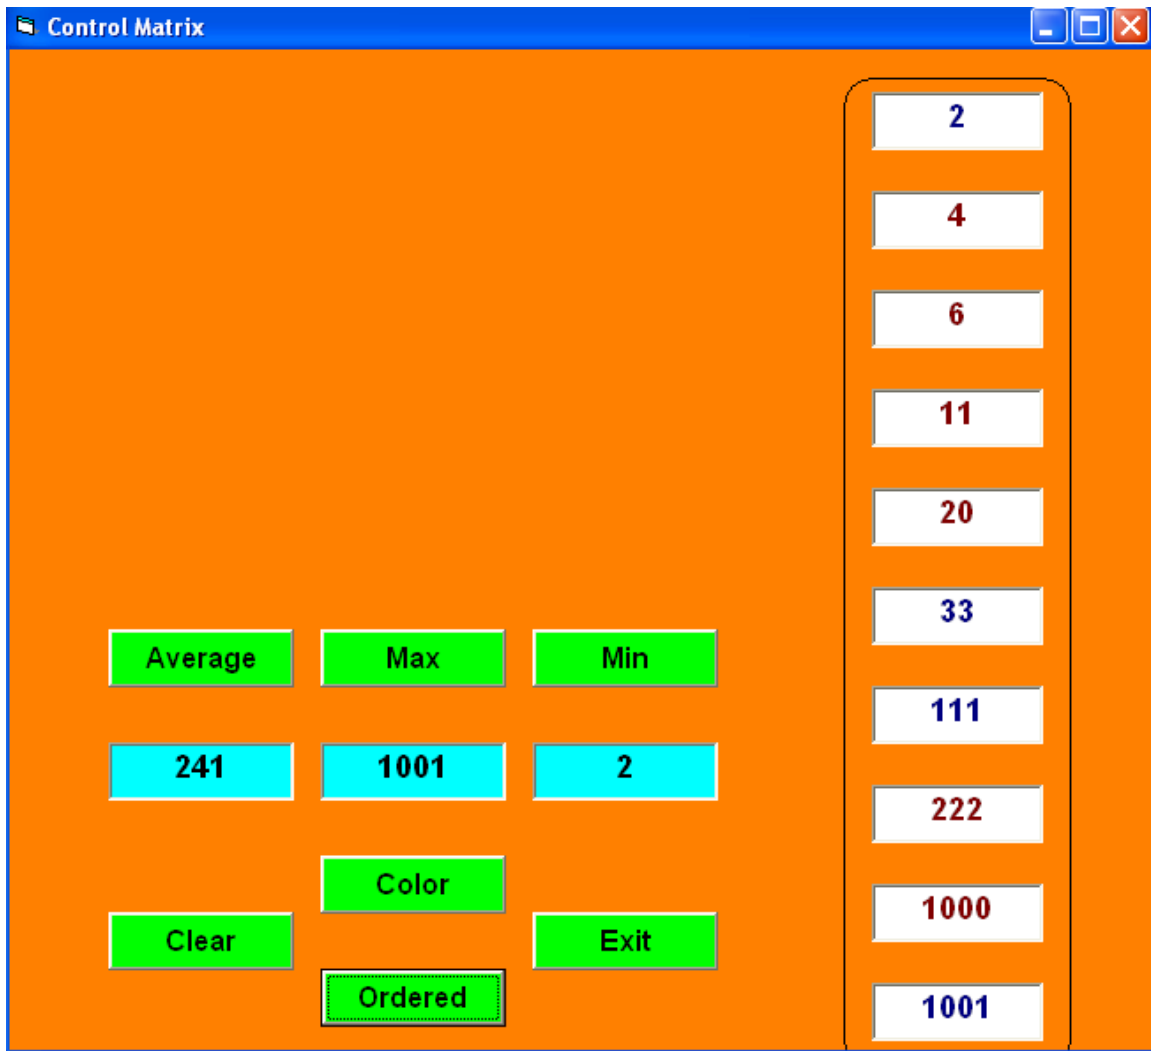 Control Matrix
2
4
6
11
20
33
111
222
1000
1001
Average Max Min
241 1001 2
Color
Clear Exit
Ordered